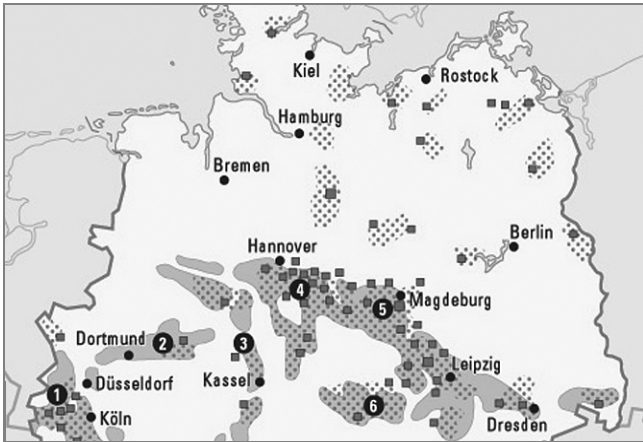 Kiel
Rostock
Hamburg
Bremen
Berlin
Hannover
4
Magdeburg
5
Dortmund
2
3
Leipzig
Düsseldorf
Kassel
1
6
Köln
Dresden